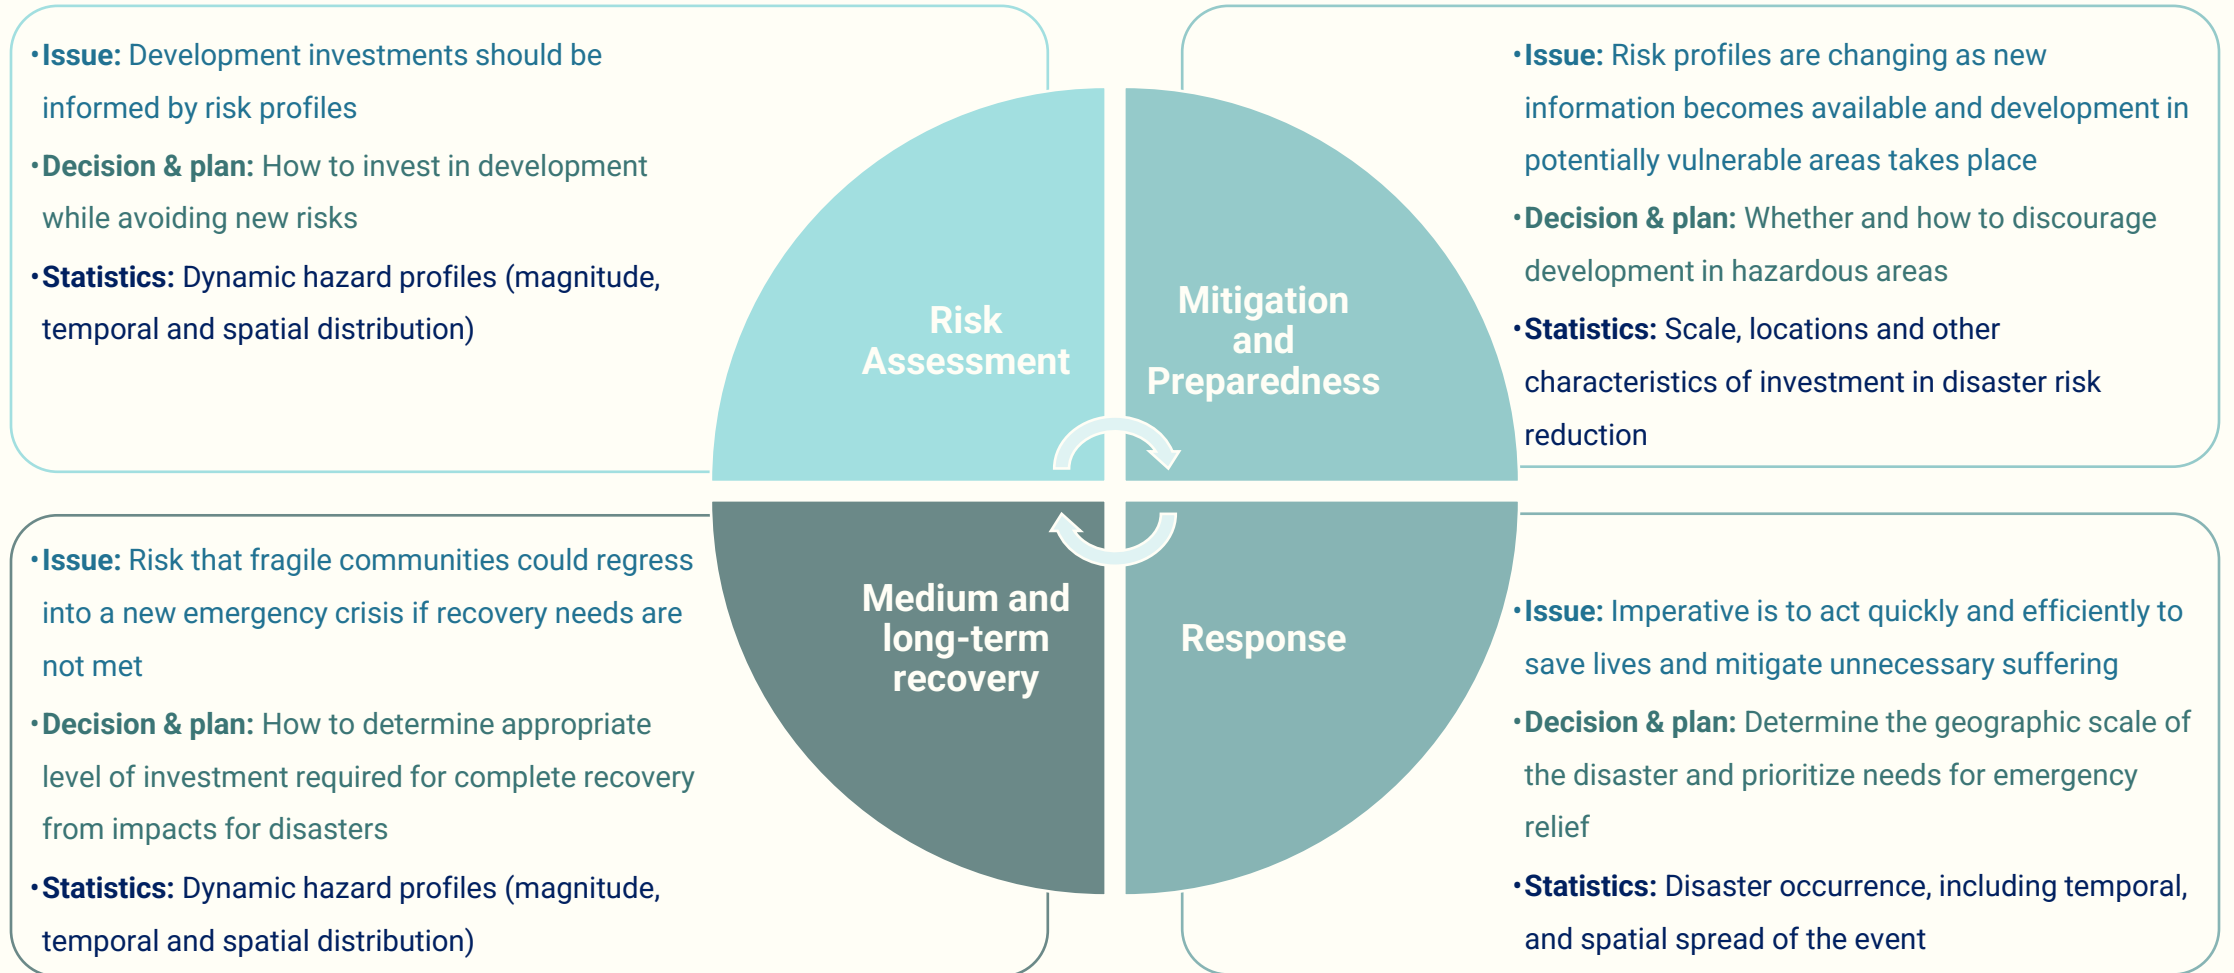 •Issue: Development investments should be
informed by risk profiles
•Decision & plan: How to invest in development
while avoiding new risks
•Statistics: Dynamic hazard profiles (magnitude,
temporal and spatial distribution)
•Issue: Risk profiles are changing as new
information becomes available and development in
potentially vulnerable areas takes place
•Decision & plan: Whether and how to discourage
development in hazardous areas
•Statistics: Scale, locations and other
characteristics of investment in disaster risk
reduction
Risk
Assessment
Mitigation
and
Preparedness
Medium and
long-term
recovery
Response
•Issue: Risk that fragile communities could regress
into a new emergency crisis if recovery needs are
not met
•Decision & plan: How to determine appropriate
level of investment required for complete recovery
from impacts for disasters
•Statistics: Dynamic hazard profiles (magnitude,
temporal and spatial distribution)
•Issue: Imperative is to act quickly and efficiently to
save lives and mitigate unnecessary suffering
•Decision & plan: Determine the geographic scale of
the disaster and prioritize needs for emergency
relief
•Statistics: Disaster occurrence, including temporal,
and spatial spread of the event